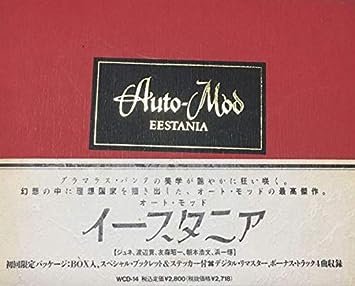 Auto-Mod
EESTANIA
グラマラス・パンクの徒学が艶やかに狂い咲く。
幻想の中に理想国家を描き出した、オート・モッドの最高傑作。
オート・モッド
イースタニア
【ジュネ、渡辺貢、友森昭一、朝本浩文、浜一雄】
初回限定パッケージ：BOX入、スペシャル・ブックレット&ステッカー付 デジタル・リマスター、ボーナス・トラック4曲収録
WCD-14 税込定価¥2,800(税抜価格¥2,718)